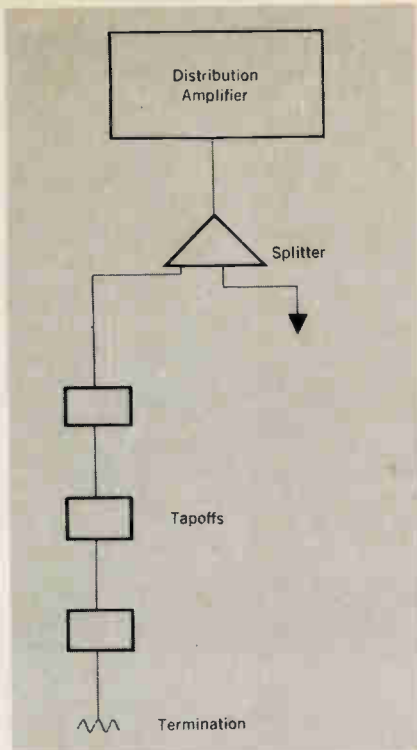 Distribution
Amplifier
Splitter
Tapoffs
Termination